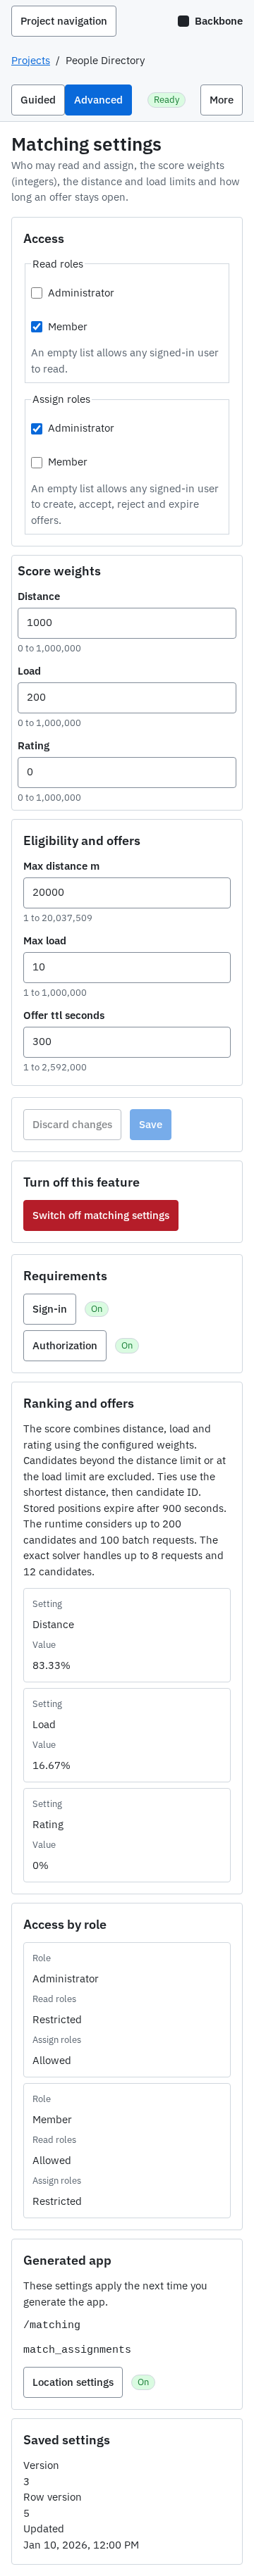 Project navigation
Backbone
Projects / People Directory
Guided
Advanced
Ready
More
Matching settings
Who may read and assign, the score weights
(integers), the distance and load limits and how
long an offer stays open.
Access
Read roles
Administrator
Member
An empty list allows any signed-in user
to read.
Assign roles
Administrator
Member
An empty list allows any signed-in user
to create, accept, reject and expire
offers.
Score weights
Distance
1000
0 to 1,000,000
Load
200
0 to 1,000,000
Rating
0
0 to 1,000,000
Eligibility and offers
Max distance m
20000
1 to 20,037,509
Max load
10
1 to 1,000,000
Offer ttl seconds
300
1 to 2,592,000
Discard changes
Save
Turn off this feature
Switch off matching settings
Requirements
Sign-in
On
Authorization
On
Ranking and offers
The score combines distance, load and
rating using the configured weights.
Candidates beyond the distance limit or at
the load limit are excluded. Ties use the
shortest distance, then candidate ID.
Stored positions expire after 900 seconds.
The runtime considers up to 200
candidates and 100 batch requests. The
exact solver handles up to 8 requests and
12 candidates.
Setting
Distance
Value
83.33%
Setting
Load
Value
16.67%
Setting
Rating
Value
0%
Access by role
Role
Administrator
Read roles
Restricted
Assign roles
Allowed
Role
Member
Read roles
Allowed
Assign roles
Restricted
Generated app
These settings apply the next time you
generate the app.
/matching
match_assignments
Location settings
On
Saved settings
Version
3
Row version
5
Updated
Jan 10, 2026, 12:00 PM